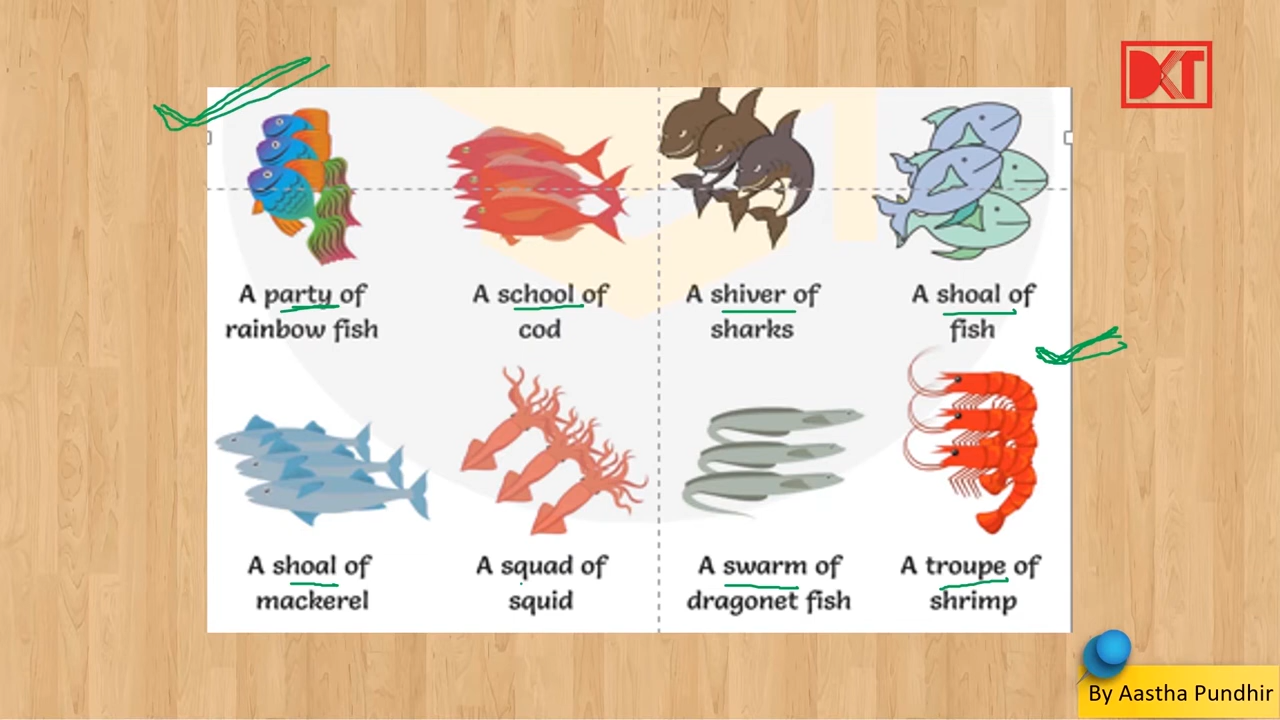 DKT
A party of
rainbow fish
A school of
cod
A shiver of
sharks
A shoal of
fish
A shoal of
mackerel
A squad of
squid
A swarm of
dragonet fish
A troupe of
shrimp
By Aastha Pundhir